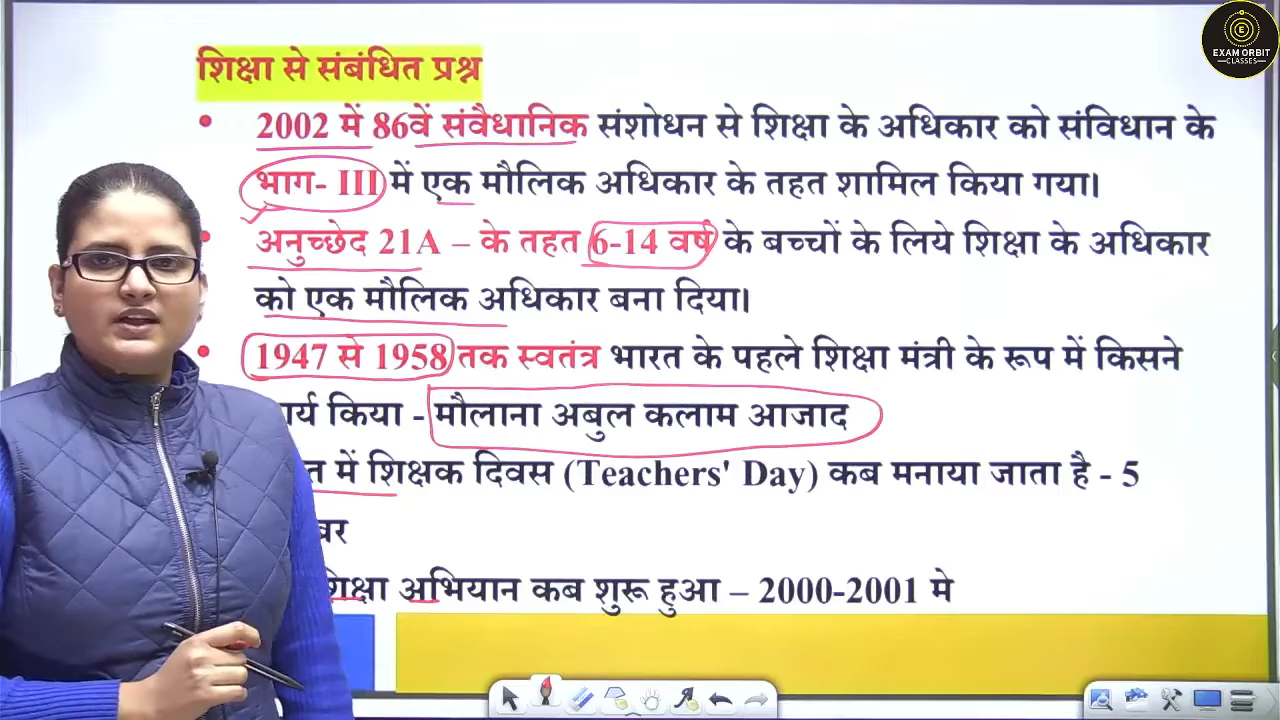 EXAM ORBIT
CLASSES
शिक्षा से संबंधित प्रश्न
2002 में 86वें संवैधानिक संशोधन से शिक्षा के अधिकार को संविधान के
भाग- III में एक मौलिक अधिकार के तहत शामिल किया गया।
अनुच्छेद 21A – के तहत 6-14 वर्ष के बच्चों के लिये शिक्षा के अधिकार
को एक मौलिक अधिकार बना दिया।
1947 से 1958 तक स्वतंत्र भारत के पहले शिक्षा मंत्री के रूप में किसने
किया - मौलाना अबुल कलाम आजाद
में शिक्षक दिवस (Teachers' Day) कब मनाया जाता है - 5
शिक्षा अभियान कब शुरू हुआ – 2000-2001 मे